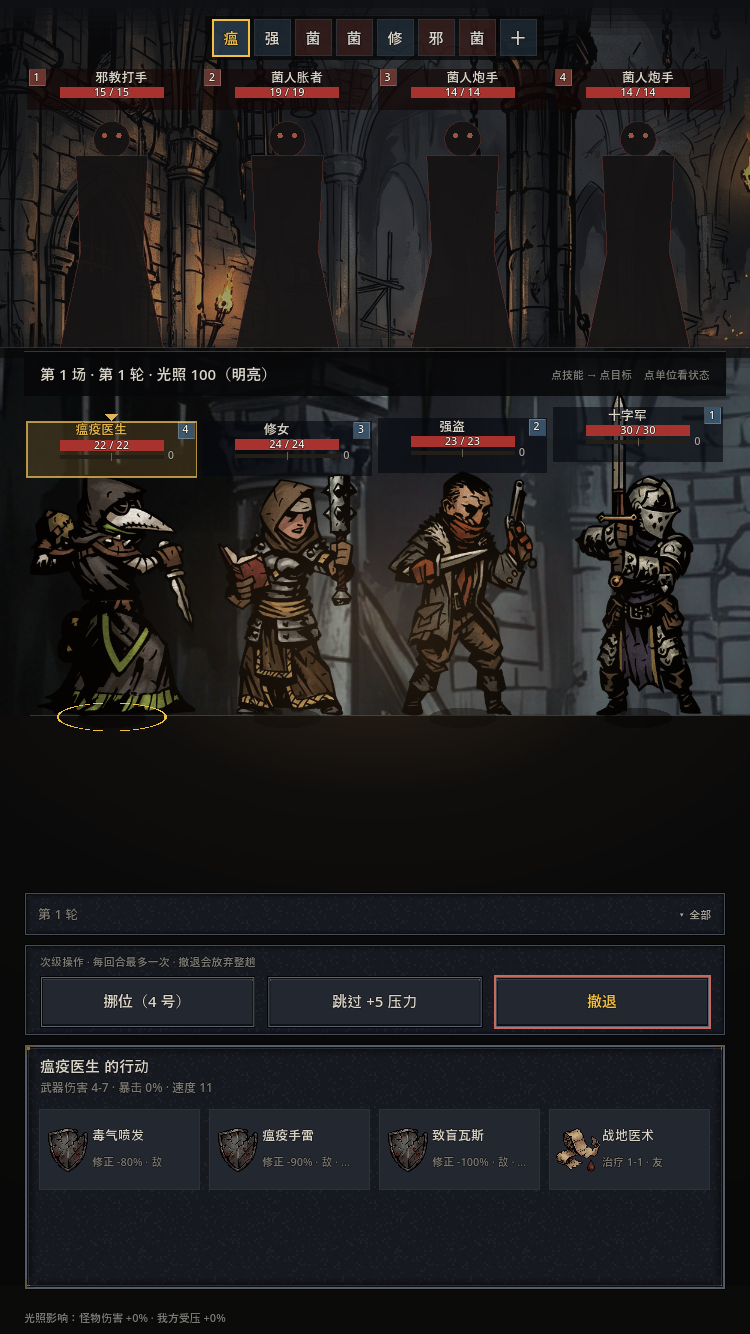 瘟 强 菌 菌 修 邪 菌 十
1 邪教打手 2 菌人胀者 3 菌人炮手 4 菌人炮手
15 / 15 19 / 19 14 / 14 14 / 14
第 1 场 · 第 1 轮 · 光照 100（明亮） 点技能 → 点目标 点单位看状态
瘟疫医生 4 修女 3 强盗 2 十字军 1
22 / 22 24 / 24 23 / 23 30 / 30
0 0 0 0
第 1 轮 ▾ 全部
次级操作 · 每回合最多一次 · 撤退会放弃整趟
挪位（4 号） 跳过 +5 压力 撤退
瘟疫医生 的行动
武器伤害 4-7 · 暴击 0% · 速度 11
毒气喷发 瘟疫手雷 致盲瓦斯 战地医术
修正 -80% · 敌 修正 -90% · 敌 · ... 修正 -100% · 敌 · ... 治疗 1-1 · 友
光照影响：怪物伤害 +0% · 我方受压 +0%